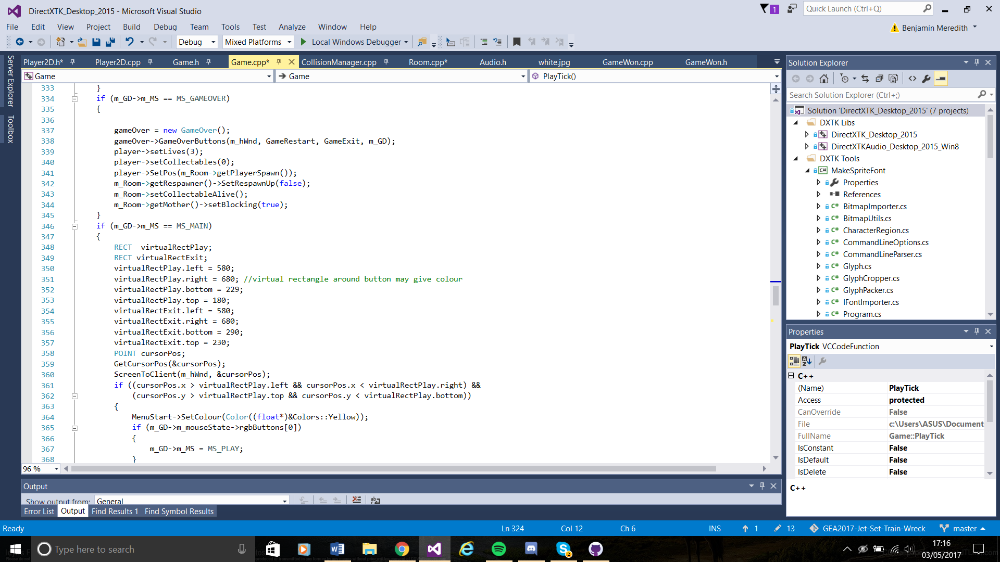 DirectXTK_Desktop_2015 - Microsoft Visual Studio
1
Quick Launch (Ctrl+Q)
File Edit View Project Build Debug Team Tools Test Analyze Window Help
Benjamin Meredith
Debug Mixed Platforms Local Windows Debugger
Server Explorer
Toolbox
Player2D.h* Player2D.cpp Game.h Game.cpp* CollisionManager.cpp Room.cpp* Audio.h white.jpg GameWon.cpp GameWon.h
Game Game PlayTick()
333 }
334 if (m_GD->m_MS == MS_GAMEOVER)
335 {
336
337 gameOver = new GameOver();
338 gameOver->GameOverButtons(m_hWnd, GameRestart, GameExit, m_GD);
339 player->setLives(3);
340 player->setCollectables(0);
341 player->SetPos(m_Room->getPlayerSpawn());
342 m_Room->getRespawner()->SetRespawnUp(false);
343 m_Room->setCollectableAlive();
344 m_Room->getMother()->setBlocking(true);
345 }
346 if (m_GD->m_MS == MS_MAIN)
347 {
348 RECT  virtualRectPlay;
349 RECT virtualRectExit;
350 virtualRectPlay.left = 580;
351 virtualRectPlay.right = 680; //virtual rectangle around button may give colour
352 virtualRectPlay.bottom = 229;
353 virtualRectPlay.top = 180;
354 virtualRectExit.left = 580;
355 virtualRectExit.right = 680;
356 virtualRectExit.bottom = 290;
357 virtualRectExit.top = 230;
358 POINT cursorPos;
359 GetCursorPos(&cursorPos);
360 ScreenToClient(m_hWnd, &cursorPos);
361 if ((cursorPos.x > virtualRectPlay.left && cursorPos.x < virtualRectPlay.right) &&
362 (cursorPos.y > virtualRectPlay.top && cursorPos.y < virtualRectPlay.bottom))
363 {
364 MenuStart->SetColour(Color((float*)&Colors::Yellow));
365 if (m_GD->m_mouseState->rgbButtons[0])
366 {
367 m_GD->m_MS = MS_PLAY;
368 }
96 %
Output
Show output from: General
Error List Output Find Results 1 Find Symbol Results
Solution Explorer
Search Solution Explorer (Ctrl+;)
Solution 'DirectXTK_Desktop_2015' (7 projects)
DXTK Libs
DirectXTK_Desktop_2015
DirectXTKAudio_Desktop_2015_Win8
DXTK Tools
C# MakeSpriteFont
Properties
References
C# BitmapImporter.cs
C# BitmapUtils.cs
C# CharacterRegion.cs
C# CommandLineOptions.cs
C# CommandLineParser.cs
C# Glyph.cs
C# GlyphCropper.cs
C# GlyphPacker.cs
C# IFontImporter.cs
C# Program.cs
Properties
PlayTick VCCodeFunction
C++
(Name) PlayTick
Access protected
CanOverride False
File c:\Users\ASUS\Document
FullName Game::PlayTick
IsConstant False
IsDefault False
IsDelete False
C++
Ready Ln 324 Col 12 Ch 6 INS 1 13 GEA2017-Jet-Set-Train-Wreck master
Type here to search
2
17:16
03/05/2017